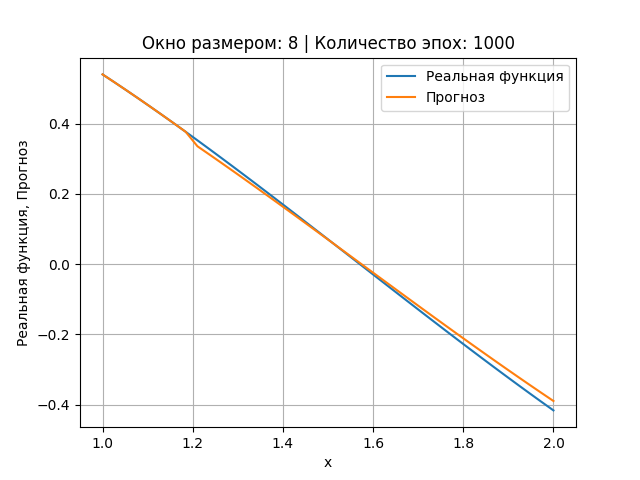 Окно размером: 8 | Количество эпох: 1000
Реальная функция
Прогноз
Реальная функция, Прогноз
0.4
0.2
0.0
−0.2
−0.4
1.0 1.2 1.4 1.6 1.8 2.0
x